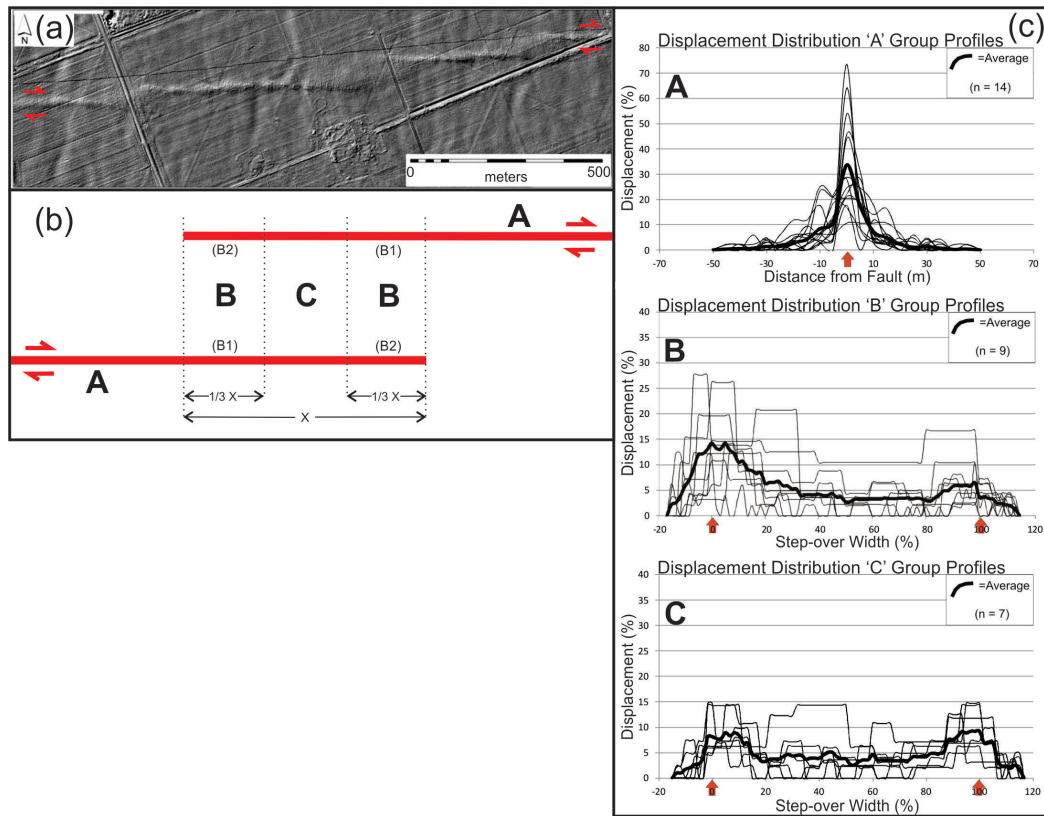 (a)
N
0
500
meters
(b)
A
(B2)
(B1)
B
C
B
(B1)
(B2)
A
1/3 X
1/3 X
X
(c)
Displacement Distribution 'A' Group Profiles
A
=Average
(n = 14)
Displacement (%)
80
70
60
50
40
30
20
10
0
-70 -50 -30 -10 10 30 50 70
Distance from Fault (m)
Displacement Distribution 'B' Group Profiles
B
=Average
(n = 9)
Displacement (%)
40
35
30
25
20
15
10
5
0
-20 0 20 40 60 80 100 120
Step-over Width (%)
Displacement Distribution 'C' Group Profiles
C
=Average
(n = 7)
Displacement (%)
40
35
30
25
20
15
10
5
0
-20 0 20 40 60 80 100 120
Step-over Width (%)